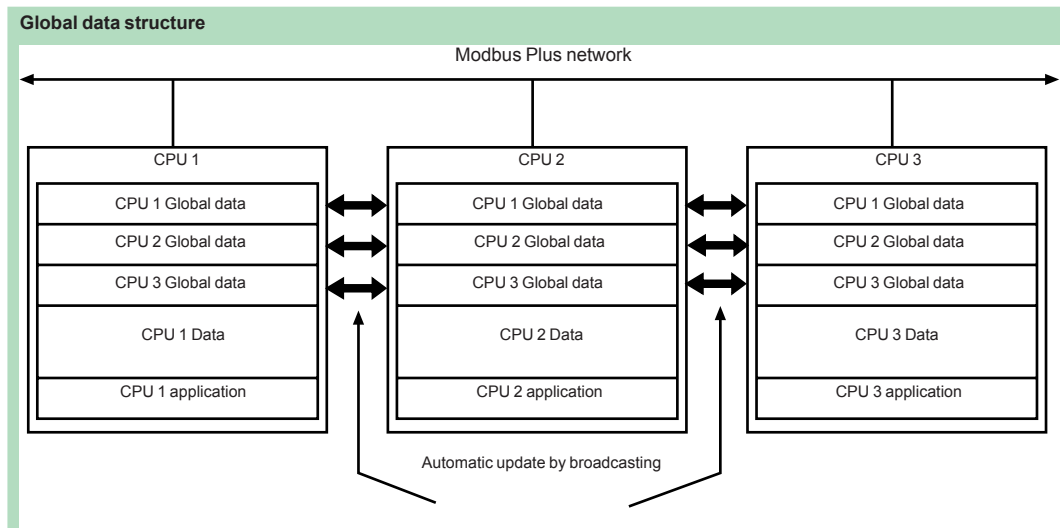 Global data structure
Modbus Plus network
CPU 1
CPU 2
CPU 3
CPU 1 Global data
CPU 1 Global data
CPU 1 Global data
CPU 2 Global data
CPU 2 Global data
CPU 2 Global data
CPU 3 Global data
CPU 3 Global data
CPU 3 Global data
CPU 1 Data
CPU 2 Data
CPU 3 Data
CPU 1 application
CPU 2 application
CPU 3 application
Automatic update by broadcasting